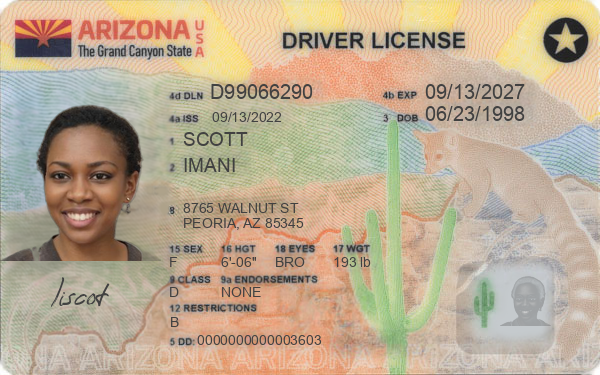 ARIZONA USA
The Grand Canyon State
DRIVER LICENSE
4d DLN D99066290
4b EXP 09/13/2027
4a ISS 09/13/2022
3 DOB 06/23/1998
1 SCOTT
2 IMANI
8 8765 WALNUT ST
PEORIA, AZ 85345
15 SEX 16 HGT 18 EYES 17 WGT
F 6'-06" BRO 193 lb
9 CLASS 9a ENDORSEMENTS
D NONE
12 RESTRICTIONS
B
5 DD: 0000000000003603
liscot
ARIZONA ARIZONA ARIZONA ARIZONA